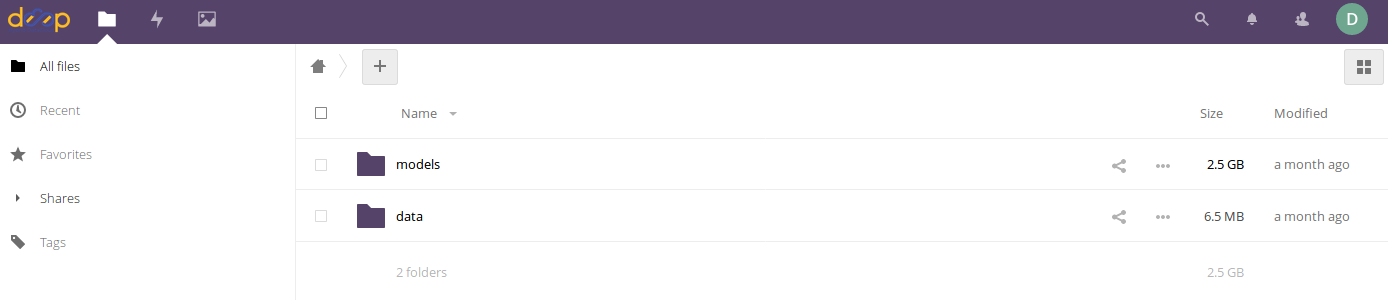 deep
D
All files
Recent
Favorites
Shares
Tags
Name Size Modified
models 2.5 GB a month ago
data 6.5 MB a month ago
2 folders 2.5 GB